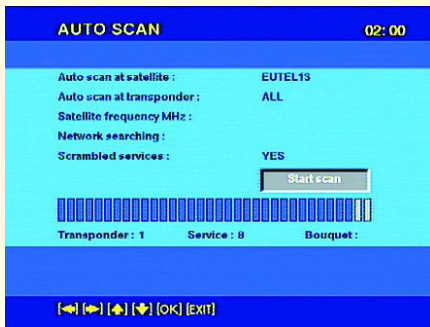 AUTO SCAN 02:00
Auto scan at satellite : EUTEL13
Auto scan at transponder : ALL
Satellite frequency MHz :
Network searching :
Scrambled services : YES
Start scan
Transponder : 1 Service : 8 Bouquet :
[◄] [►] [▲] [▼] [OK] [EXIT]